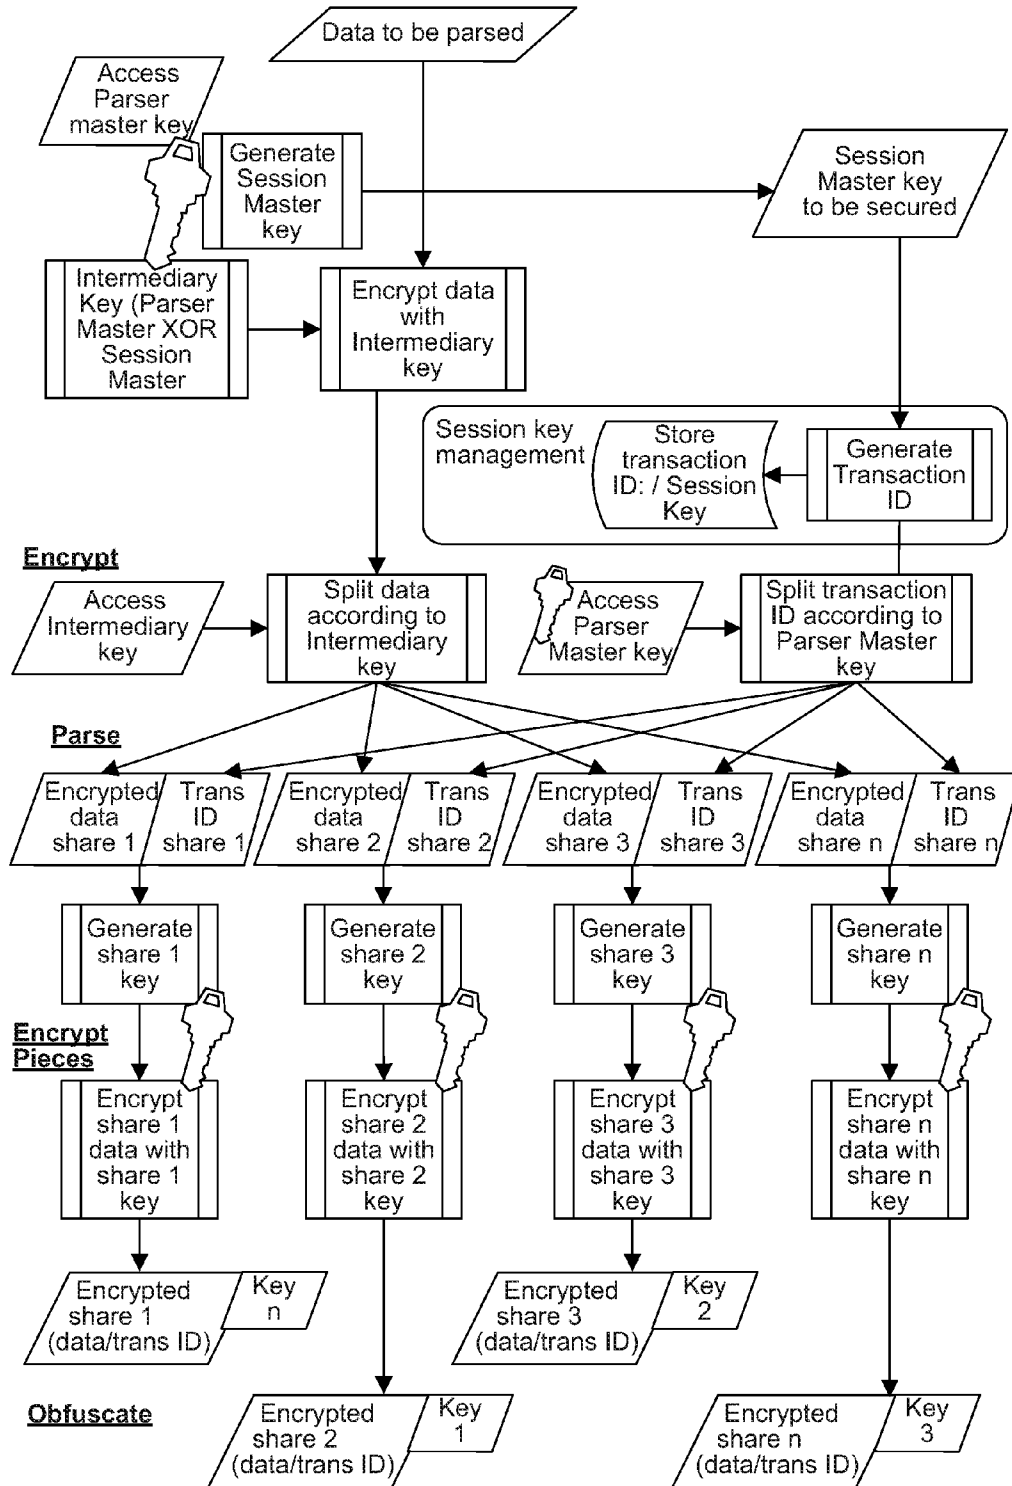 Data to be parsed
Access
Parser
master key
Generate
Session
Master
key
Session
Master key
to be secured
Intermediary
Key (Parser
Master XOR
Session
Master
Encrypt data
with
Intermediary
key
Session key
management
Store
transaction
ID: / Session
Key
Generate
Transaction
ID
Encrypt
Access
Intermediary
key
Split data
according to
Intermediary
key
Access
Parser
Master key
Split transaction
ID according to
Parser Master
key
Parse
Encrypted
data
share 1
Trans
ID
share 1
Encrypted
data
share 2
Trans
ID
share 2
Encrypted
data
share 3
Trans
ID
share 3
Encrypted
data
share n
Trans
ID
share n
Generate
share 1
key
Generate
share 2
key
Generate
share 3
key
Generate
share n
key
Encrypt
Pieces
Encrypt
share 1
data with
share 1
key
Encrypt
share 2
data with
share 2
key
Encrypt
share 3
data with
share 3
key
Encrypt
share n
data with
share n
key
Encrypted
share 1
(data/trans ID)
Key
n
Encrypted
share 3
(data/trans ID)
Key
2
Obfuscate
Encrypted
share 2
(data/trans ID)
Key
1
Encrypted
share n
(data/trans ID)
Key
3